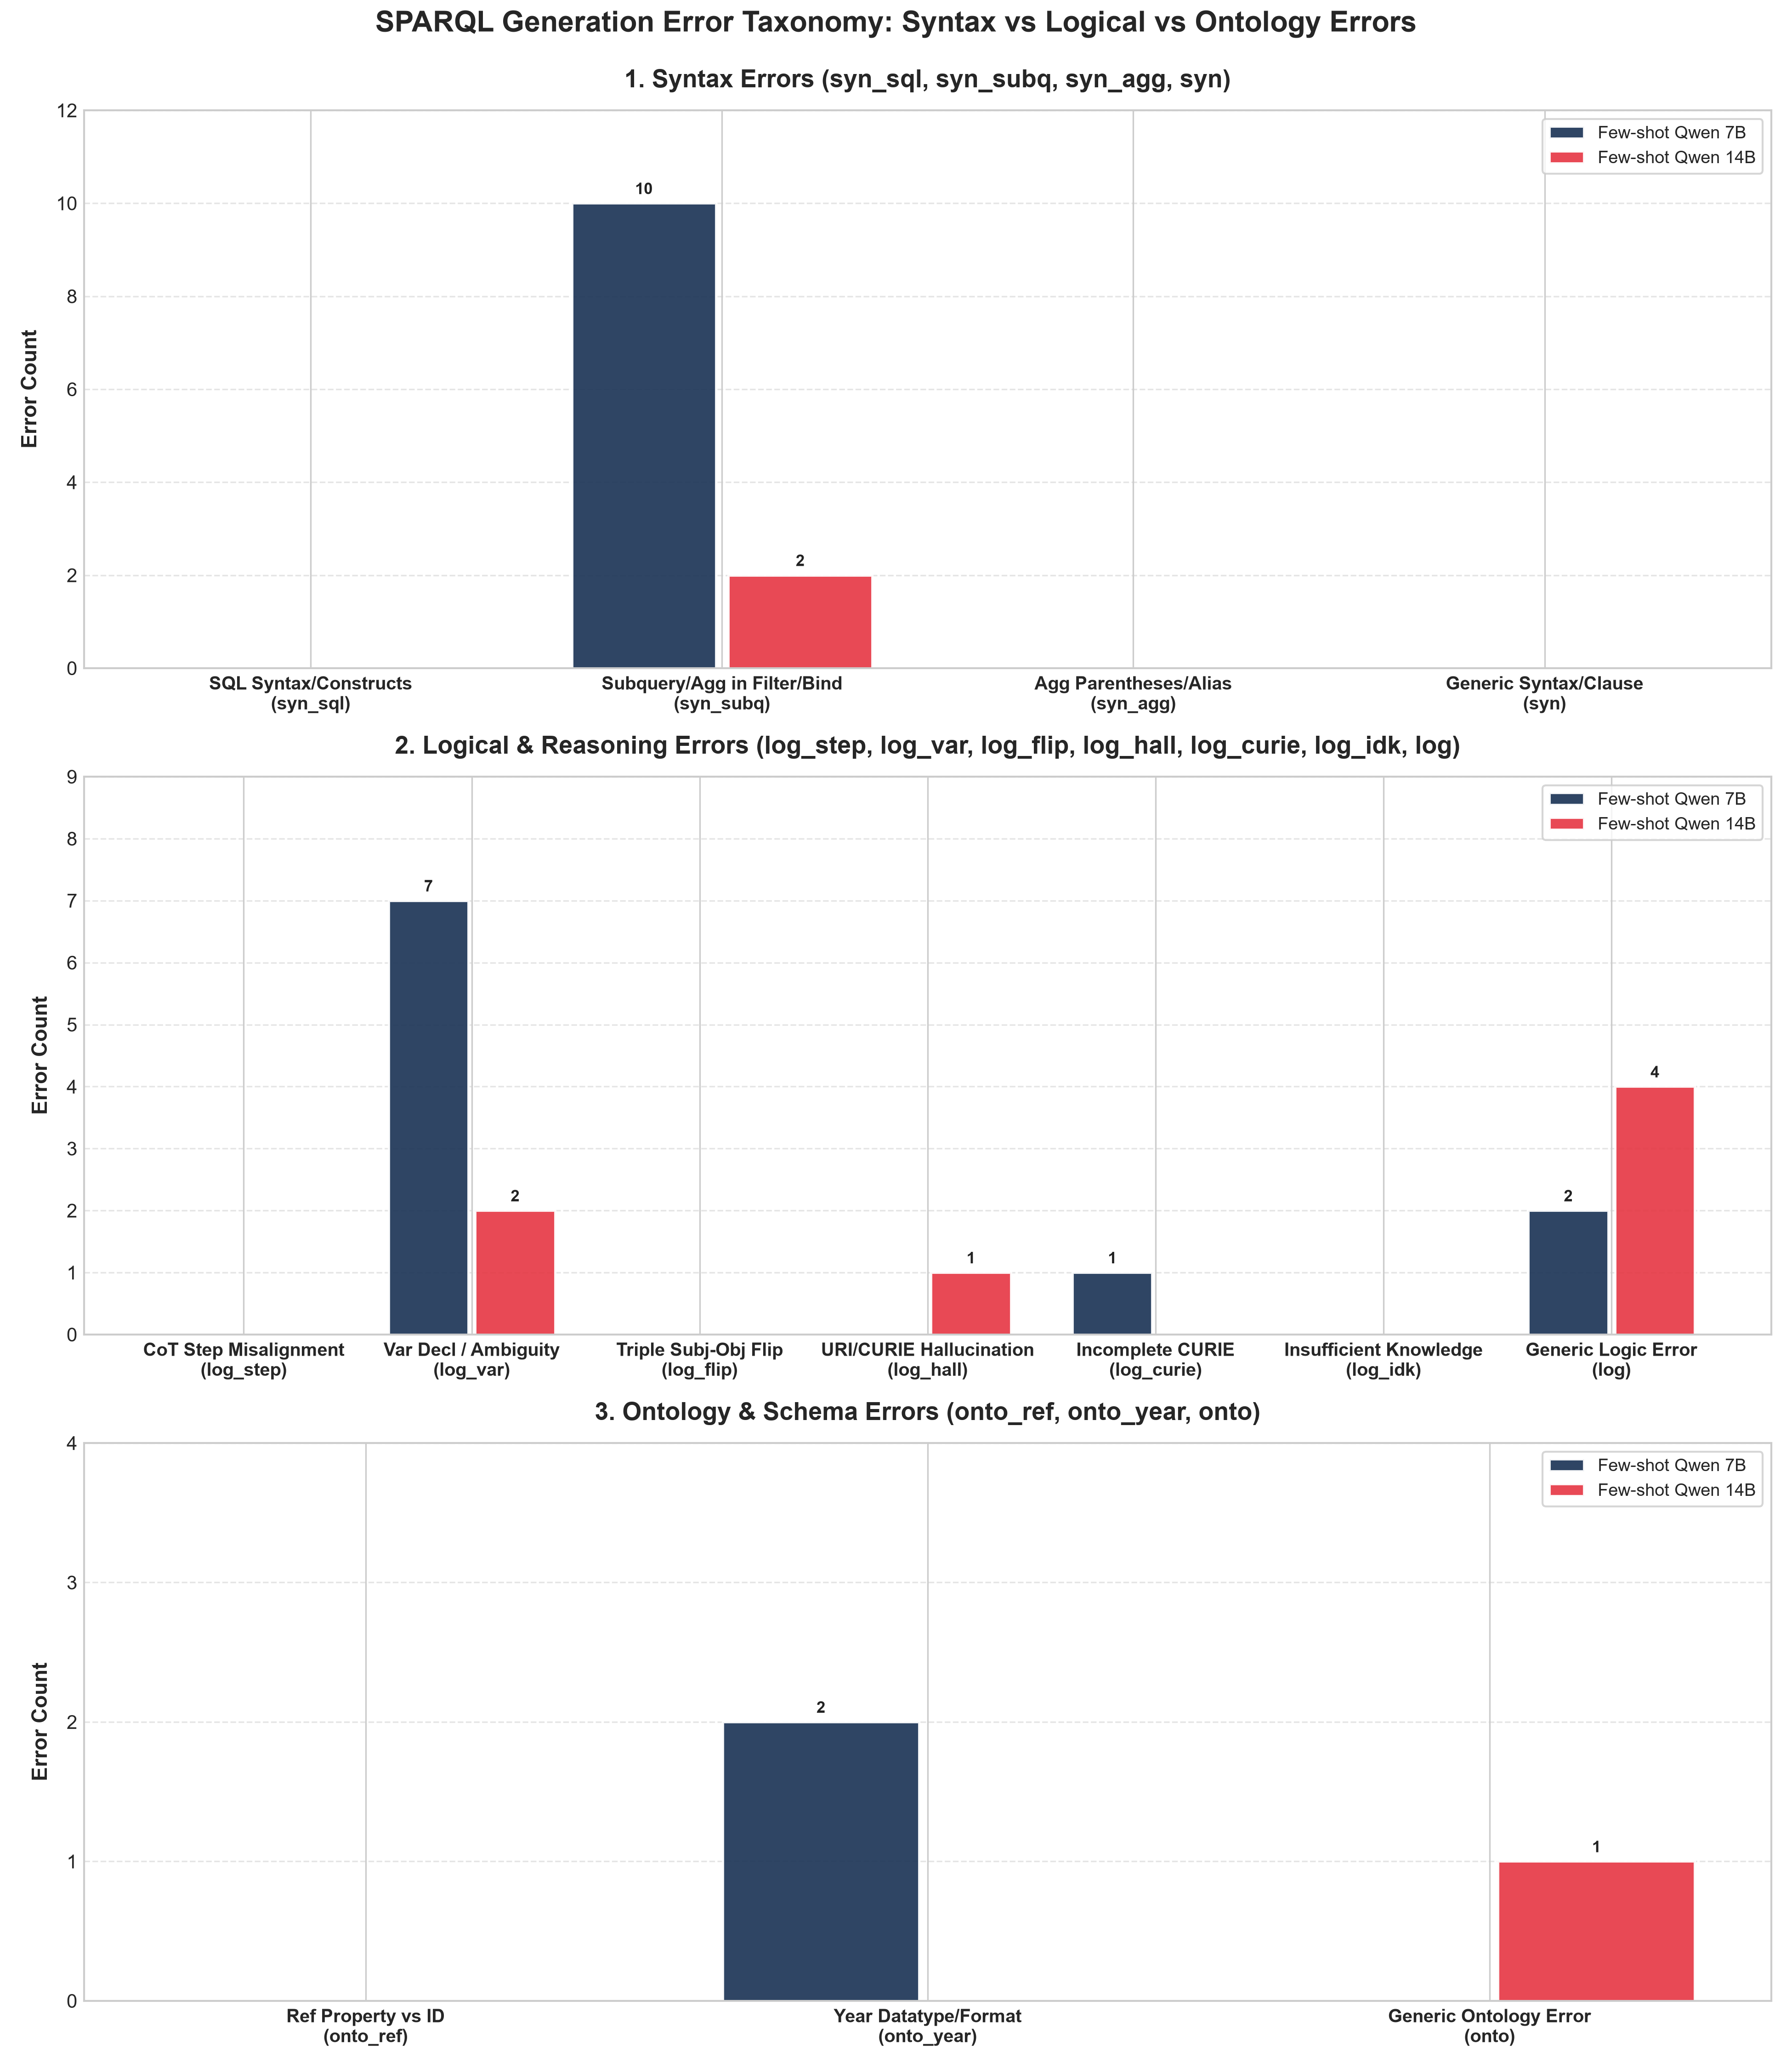 SPARQL Generation Error Taxonomy: Syntax vs Logical vs Ontology Errors
1. Syntax Errors (syn_sql, syn_subq, syn_agg, syn)
Error Count
12
10
8
6
4
2
0
Few-shot Qwen 7B
Few-shot Qwen 14B
10
2
SQL Syntax/Constructs
(syn_sql)
Subquery/Agg in Filter/Bind
(syn_subq)
Agg Parentheses/Alias
(syn_agg)
Generic Syntax/Clause
(syn)
2. Logical & Reasoning Errors (log_step, log_var, log_flip, log_hall, log_curie, log_idk, log)
Error Count
9
8
7
6
5
4
3
2
1
0
Few-shot Qwen 7B
Few-shot Qwen 14B
7
2
1
1
2
4
CoT Step Misalignment
(log_step)
Var Decl / Ambiguity
(log_var)
Triple Subj-Obj Flip
(log_flip)
URI/CURIE Hallucination
(log_hall)
Incomplete CURIE
(log_curie)
Insufficient Knowledge
(log_idk)
Generic Logic Error
(log)
3. Ontology & Schema Errors (onto_ref, onto_year, onto)
Error Count
4
3
2
1
0
Few-shot Qwen 7B
Few-shot Qwen 14B
2
1
Ref Property vs ID
(onto_ref)
Year Datatype/Format
(onto_year)
Generic Ontology Error
(onto)